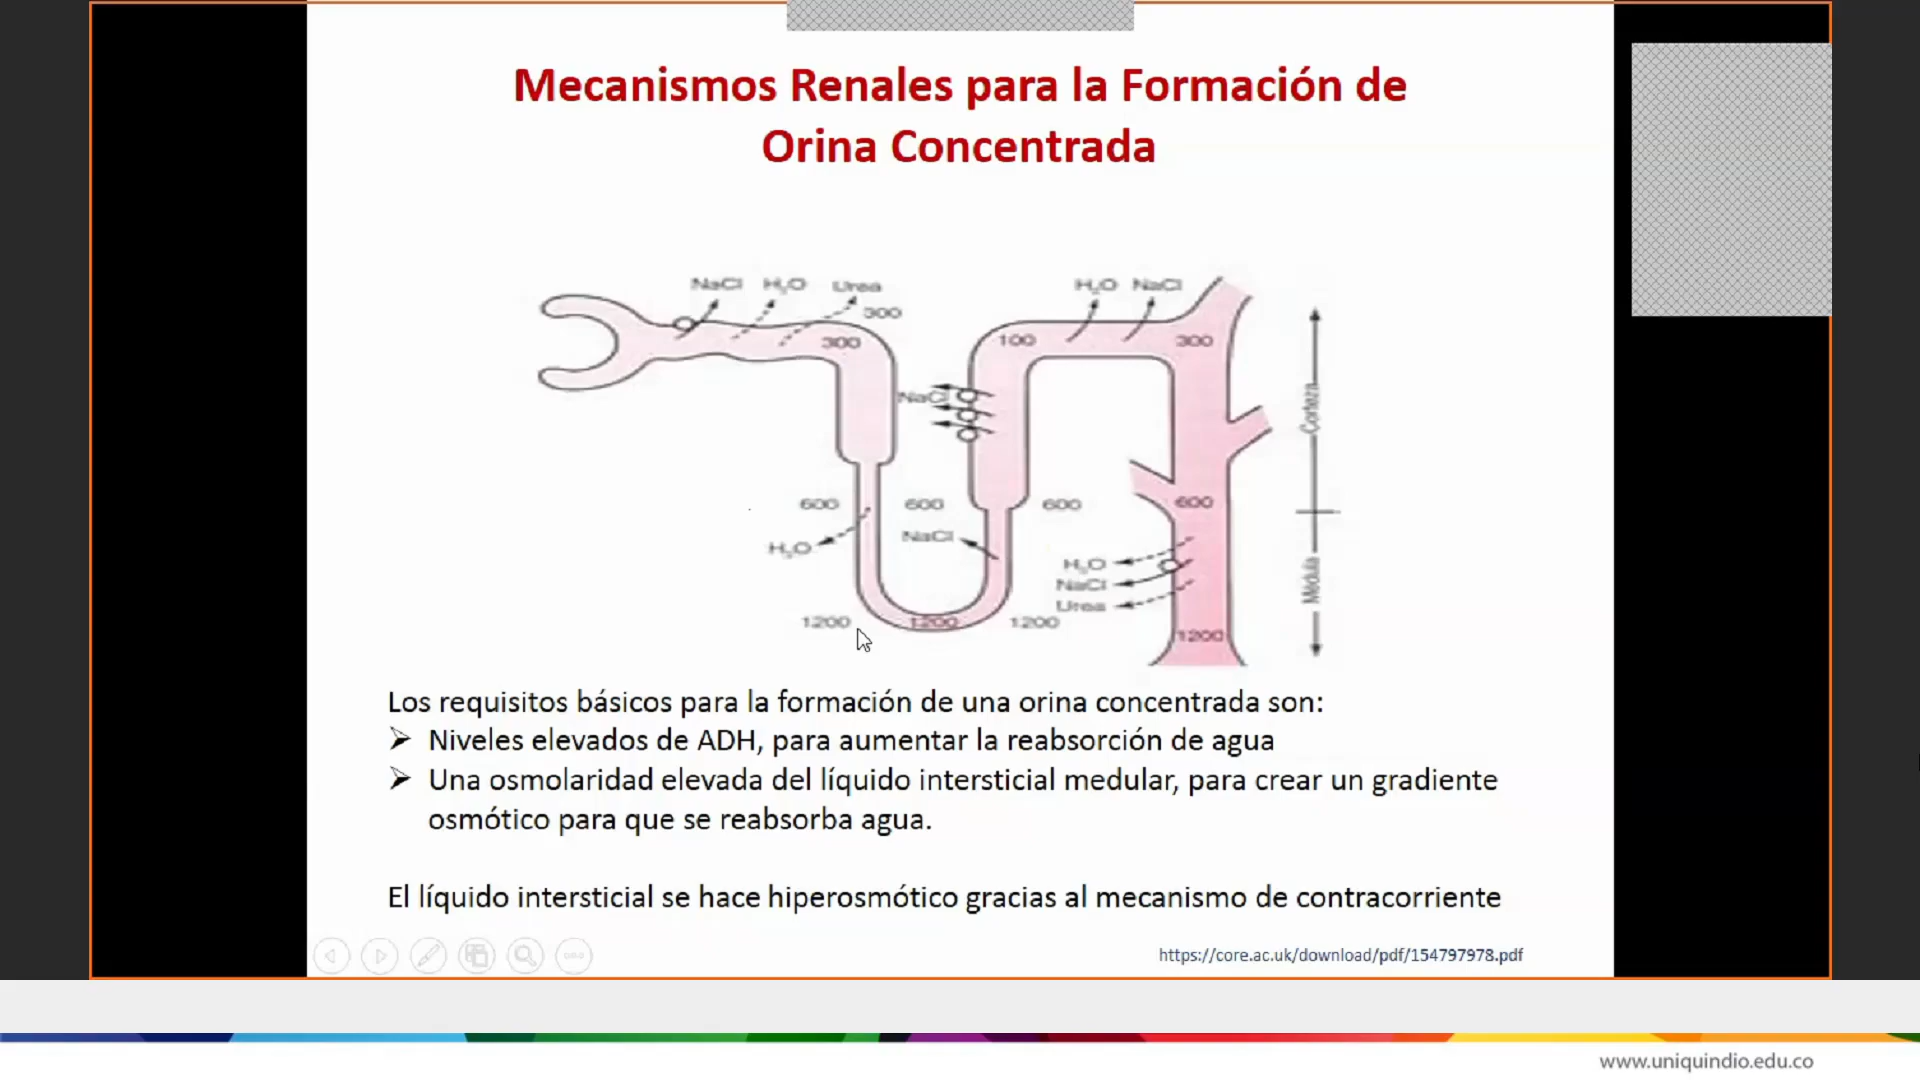 Mecanismos Renales para la Formación de
Orina Concentrada
NaCl H₂O Urea
300
300
H₂O NaCl
100
300
NaCl
Corteza
600
600
600
600
H₂O
NaCl
H₂O
NaCl
Urea
Médula
1200
1200
1200
1200
Los requisitos básicos para la formación de una orina concentrada son:
➢ Niveles elevados de ADH, para aumentar la reabsorción de agua
➢ Una osmolaridad elevada del líquido intersticial medular, para crear un gradiente
osmótico para que se reabsorba agua.
El líquido intersticial se hace hiperosmótico gracias al mecanismo de contracorriente
https://core.ac.uk/download/pdf/154797978.pdf
www.uniquindio.edu.co